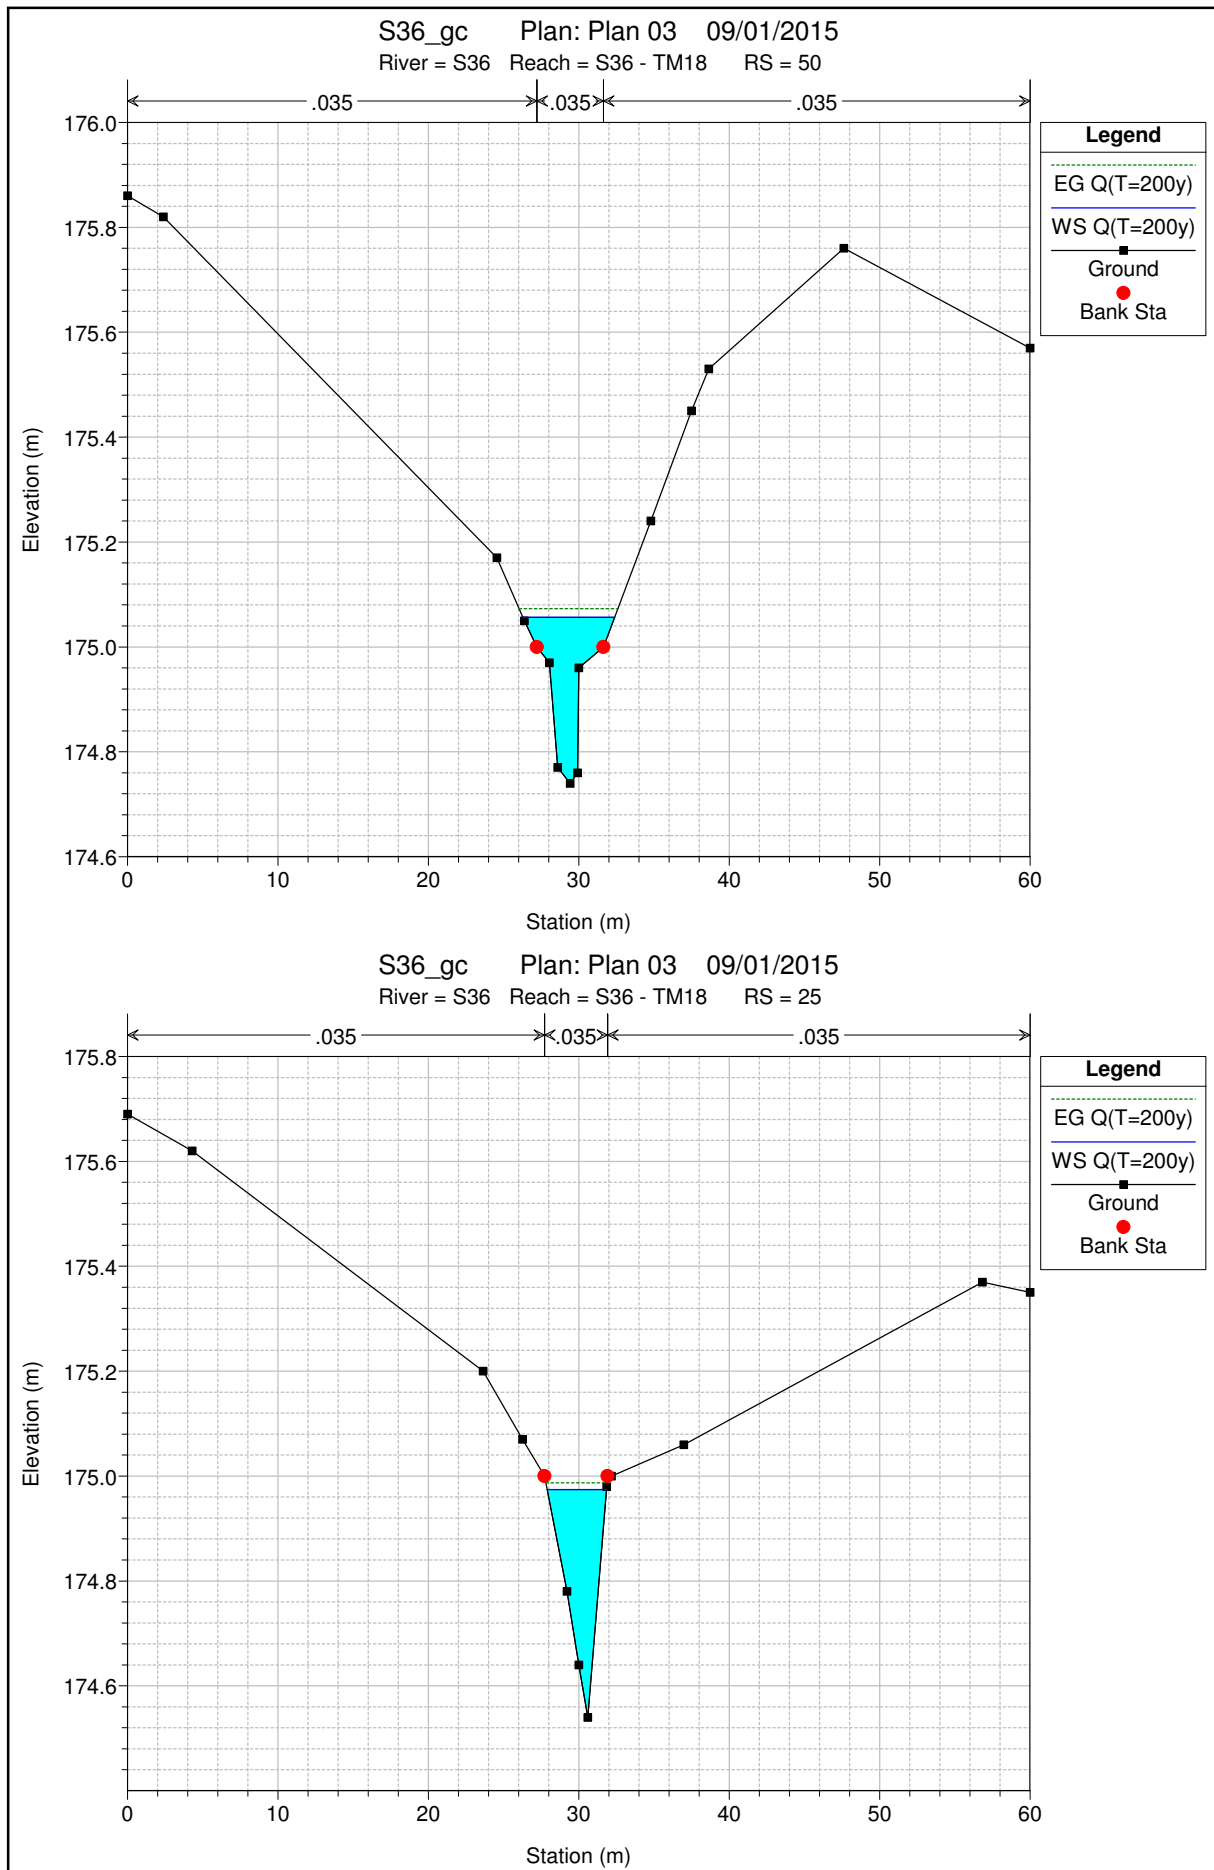 S36_gc Plan: Plan 03 09/01/2015
River = S36 Reach = S36 - TM18 RS = 50
.035 .035 .035
176.0
175.8
175.6
175.4
175.2
175.0
174.8
174.6
Elevation (m)
0 10 20 30 40 50 60
Station (m)
Legend
EG Q(T=200y)
WS Q(T=200y)
Ground
Bank Sta
S36_gc Plan: Plan 03 09/01/2015
River = S36 Reach = S36 - TM18 RS = 25
.035 .035 .035
175.8
175.6
175.4
175.2
175.0
174.8
174.6
Elevation (m)
0 10 20 30 40 50 60
Station (m)
Legend
EG Q(T=200y)
WS Q(T=200y)
Ground
Bank Sta